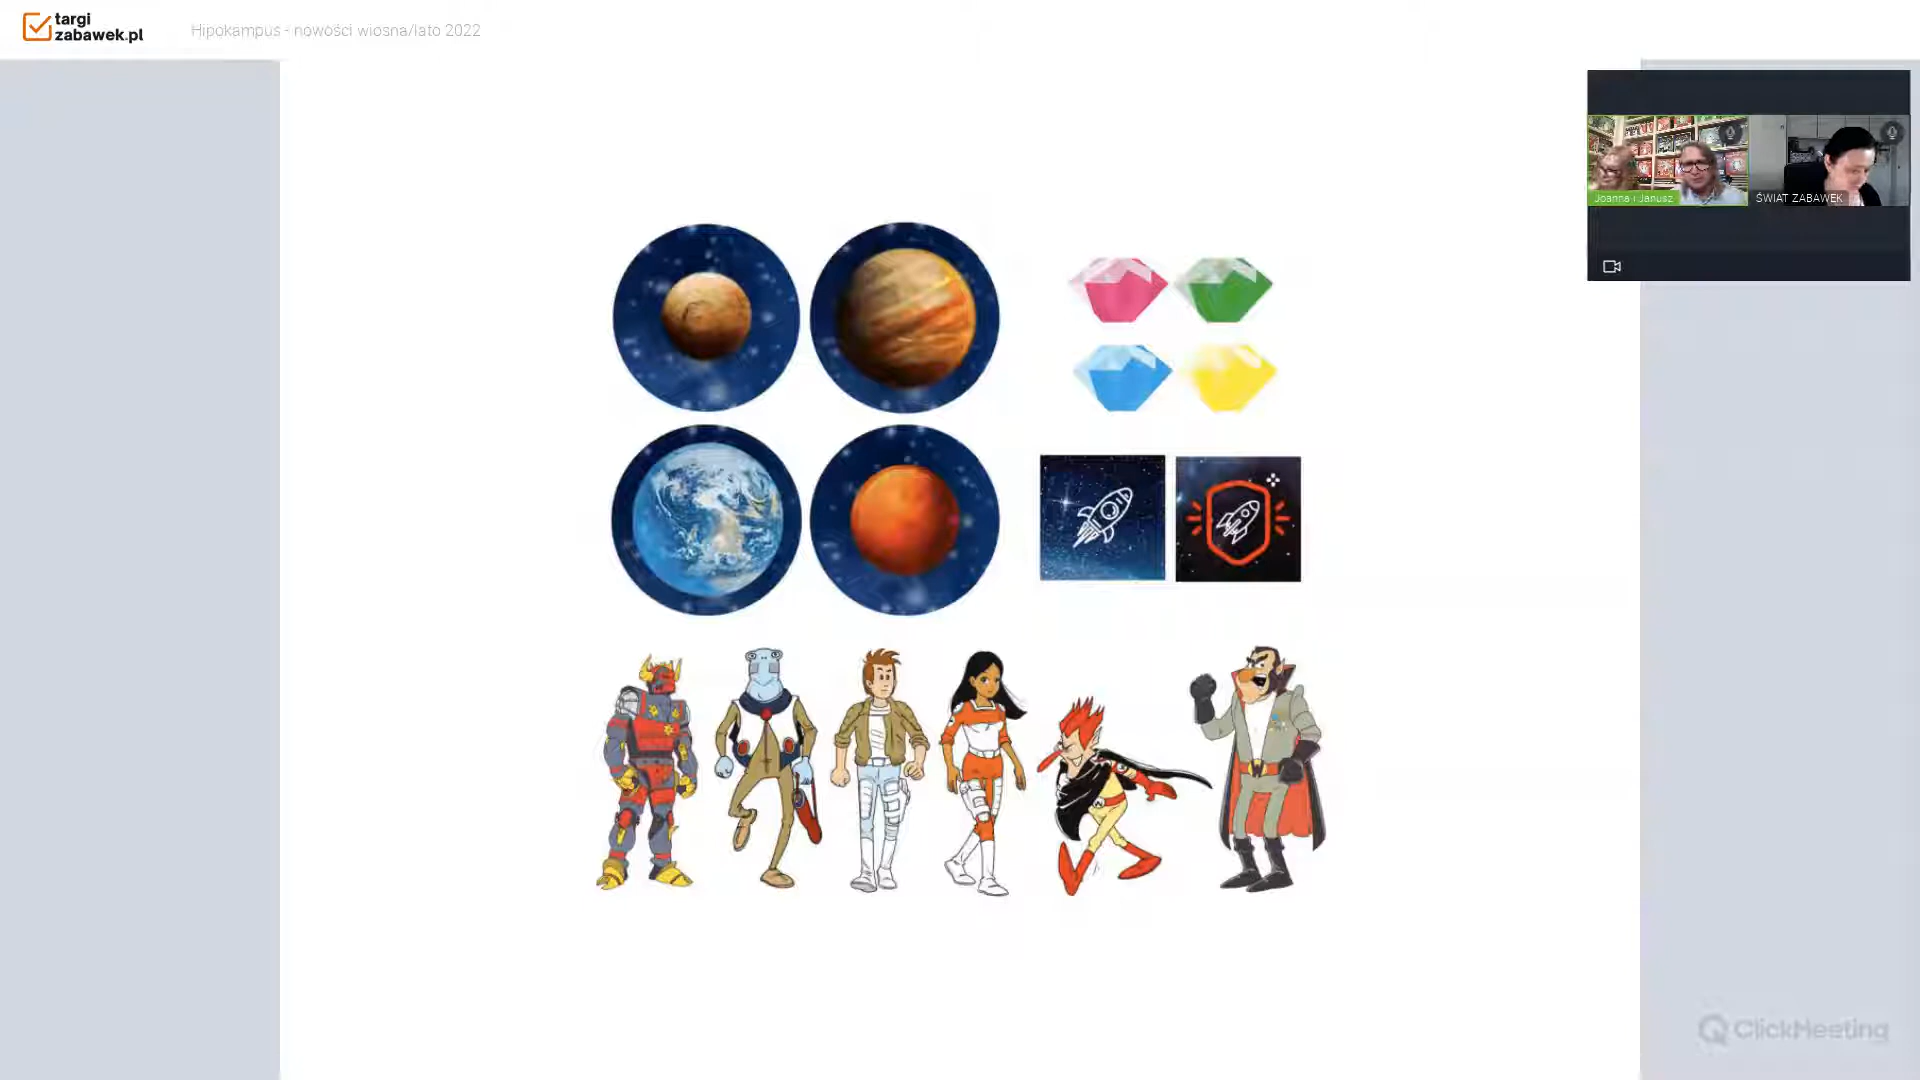 targi
zabawek.pl
Hipokampus - nowości wiosna/lato 2022
Joanna i Janusz
ŚWIAT ZABAWEK
ClickMeeting